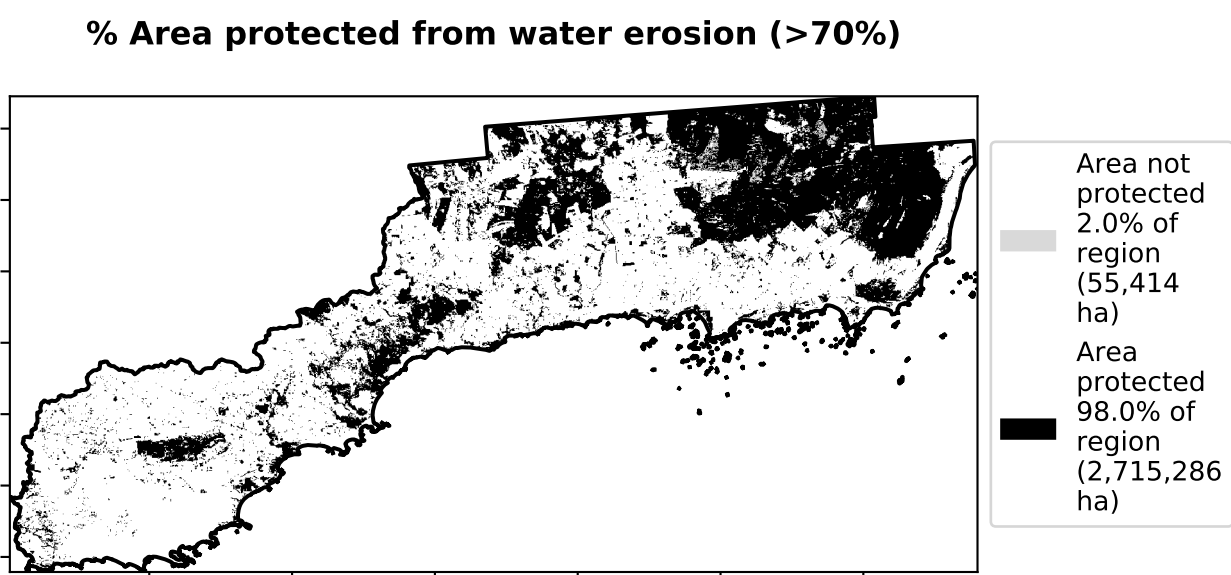 % Area protected from water erosion (>70%)
Area not
protected
2.0% of
region
(55,414
ha)
Area
protected
98.0% of
region
(2,715,286
ha)